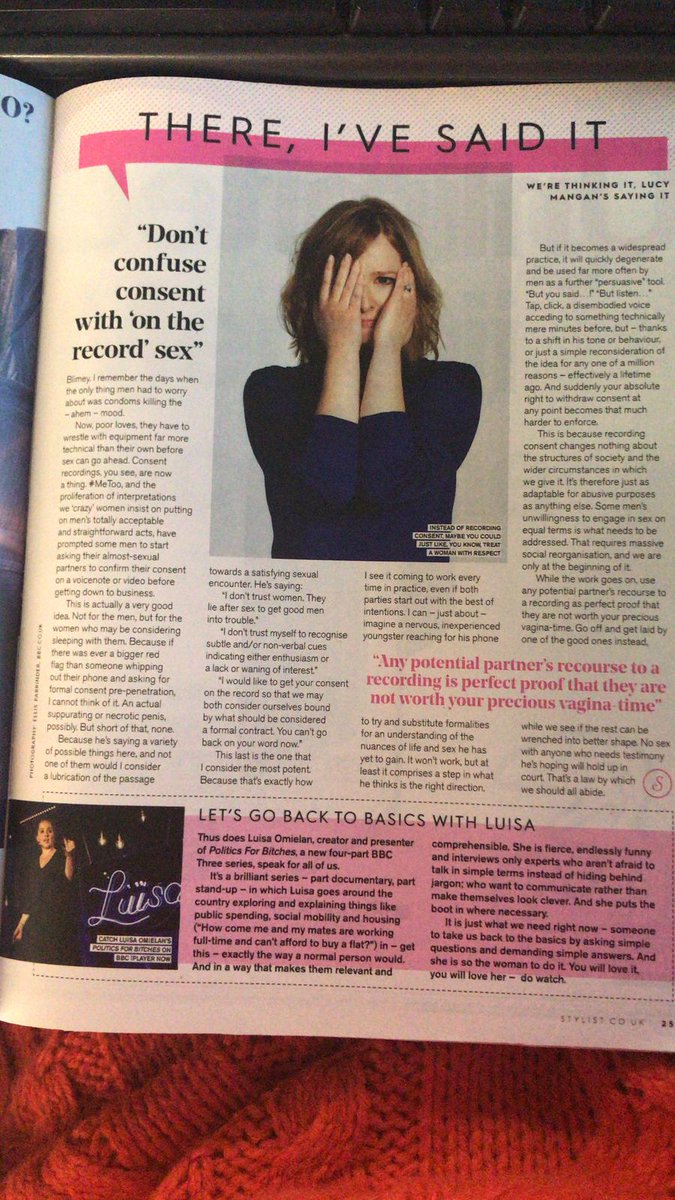 O?
THERE, I'VE SAID IT
WE'RE THINKING IT, LUCY
MANGAN'S SAYING IT
“Don't
confuse
consent
with ‘on the
record’ sex”
Blimey. I remember the days when
the only thing men had to worry
about was condoms killing the
– ahem – mood.
Now, poor loves, they have to
wrestle with equipment far more
technical than their own before
sex can go ahead. Consent
recordings, you see, are now
a thing. #MeToo, and the
proliferation of interpretations
we ‘crazy’ women insist on putting
on men's totally acceptable
and straightforward acts, have
prompted some men to start
asking their almost-sexual
partners to confirm their consent
on a voicenote or video before
getting down to business.
This is actually a very good
idea. Not for the men, but for the
women who may be considering
sleeping with them. Because if
there was ever a bigger red
flag than someone whipping
out their phone and asking for
formal consent pre-penetration,
I cannot think of it. An actual
suppurating or necrotic penis,
possibly. But short of that, none.
Because he's saying a variety
of possible things here, and not
one of them would I consider
a lubrication of the passage
PHOTOGRAPHY: ELLIS PARRINDER, BBC.CO.UK
INSTEAD OF RECORDING
CONSENT, MAYBE YOU COULD
JUST LIKE, YOU KNOW, TREAT
A WOMAN WITH RESPECT
towards a satisfying sexual
encounter. He's saying:
“I don't trust women. They
lie after sex to get good men
into trouble.”
“I don't trust myself to recognise
subtle and/or non-verbal cues
indicating either enthusiasm or
a lack or waning of interest.”
“I would like to get your consent
on the record so that we may
both consider ourselves bound
by what should be considered
a formal contract. You can't go
back on your word now.”
This last is the one that
I consider the most potent.
Because that's exactly how
I see it coming to work every
time in practice, even if both
parties start out with the best of
intentions. I can – just about –
imagine a nervous, inexperienced
youngster reaching for his phone
“Any potential partner's recourse to a
recording is perfect proof that they are
not worth your precious vagina-time”
to try and substitute formalities
for an understanding of the
nuances of life and sex he has
yet to gain. It won't work, but at
least it comprises a step in what
he thinks is the right direction.
But if it becomes a widespread
practice, it will quickly degenerate
and be used far more often by
men as a further “persuasive” tool.
“But you said…!” “But listen…”
Tap, click, a disembodied voice
acceding to something technically
mere minutes before, but – thanks
to a shift in his tone or behaviour,
or just a simple reconsideration of
the idea for any one of a million
reasons – effectively a lifetime
ago. And suddenly your absolute
right to withdraw consent at
any point becomes that much
harder to enforce.
This is because recording
consent changes nothing about
the structures of society and the
wider circumstances in which
we give it. It's therefore just as
adaptable for abusive purposes
as anything else. Some men's
unwillingness to engage in sex on
equal terms is what needs to be
addressed. That requires massive
social reorganisation, and we are
only at the beginning of it.
While the work goes on, use
any potential partner's recourse to
a recording as perfect proof that
they are not worth your precious
vagina-time. Go off and get laid by
one of the good ones instead,
while we see if the rest can be
wrenched into better shape. No sex
with anyone who needs testimony
he's hoping will hold up in
court. That's a law by which
we should all abide.
S
LET'S GO BACK TO BASICS WITH LUISA
Luisa
CATCH LUISA OMIELAN'S
POLITICS FOR BITCHES ON
BBC IPLAYER NOW
Thus does Luisa Omielan, creator and presenter
of Politics For Bitches, a new four-part BBC
Three series, speak for all of us.
It's a brilliant series – part documentary, part
stand-up – in which Luisa goes around the
country exploring and explaining things like
public spending, social mobility and housing
(“How come me and my mates are working
full-time and can't afford to buy a flat?”) in – get
this – exactly the way a normal person would.
And in a way that makes them relevant and
comprehensible. She is fierce, endlessly funny
and interviews only experts who aren't afraid to
talk in simple terms instead of hiding behind
jargon; who want to communicate rather than
make themselves look clever. And she puts the
boot in where necessary.
It is just what we need right now – someone
to take us back to the basics by asking simple
questions and demanding simple answers. And
she is so the woman to do it. You will love it,
you will love her – do watch.
STYLIST.CO.UK 25